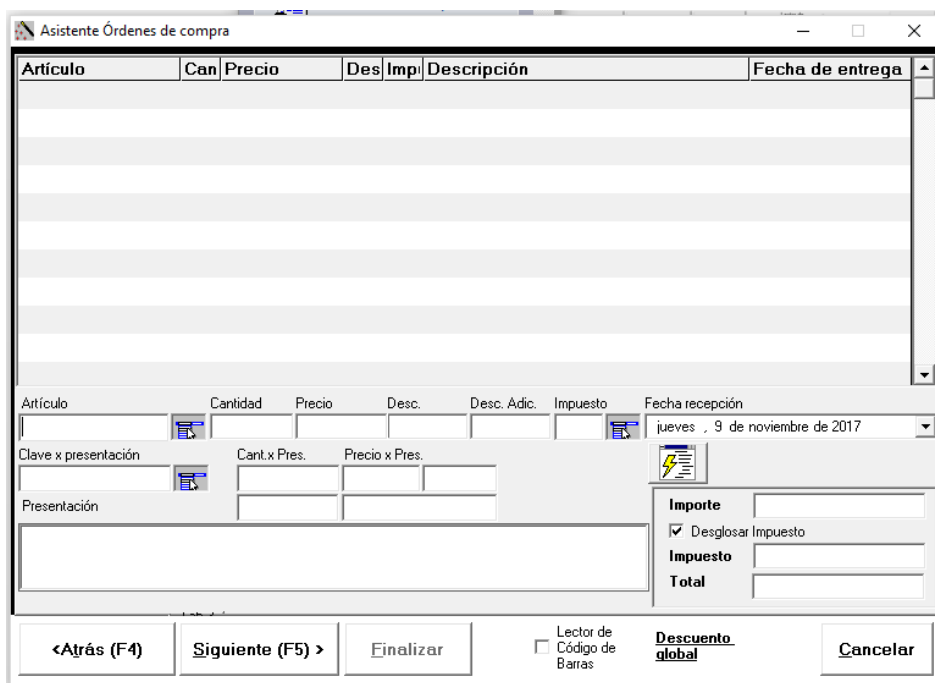 Asistente Órdenes de compra
Artículo Can Precio Des Impu Descripción Fecha de entrega
Artículo Cantidad Precio Desc. Desc. Adic. Impuesto Fecha recepción
jueves , 9 de noviembre de 2017
Clave x presentación Cant.x Pres. Precio x Pres.
Presentación
Importe
Desglosar Impuesto
Impuesto
Total
<Atrás (F4) Siguiente (F5) > Finalizar Lector de Código de Barras Descuento global Cancelar